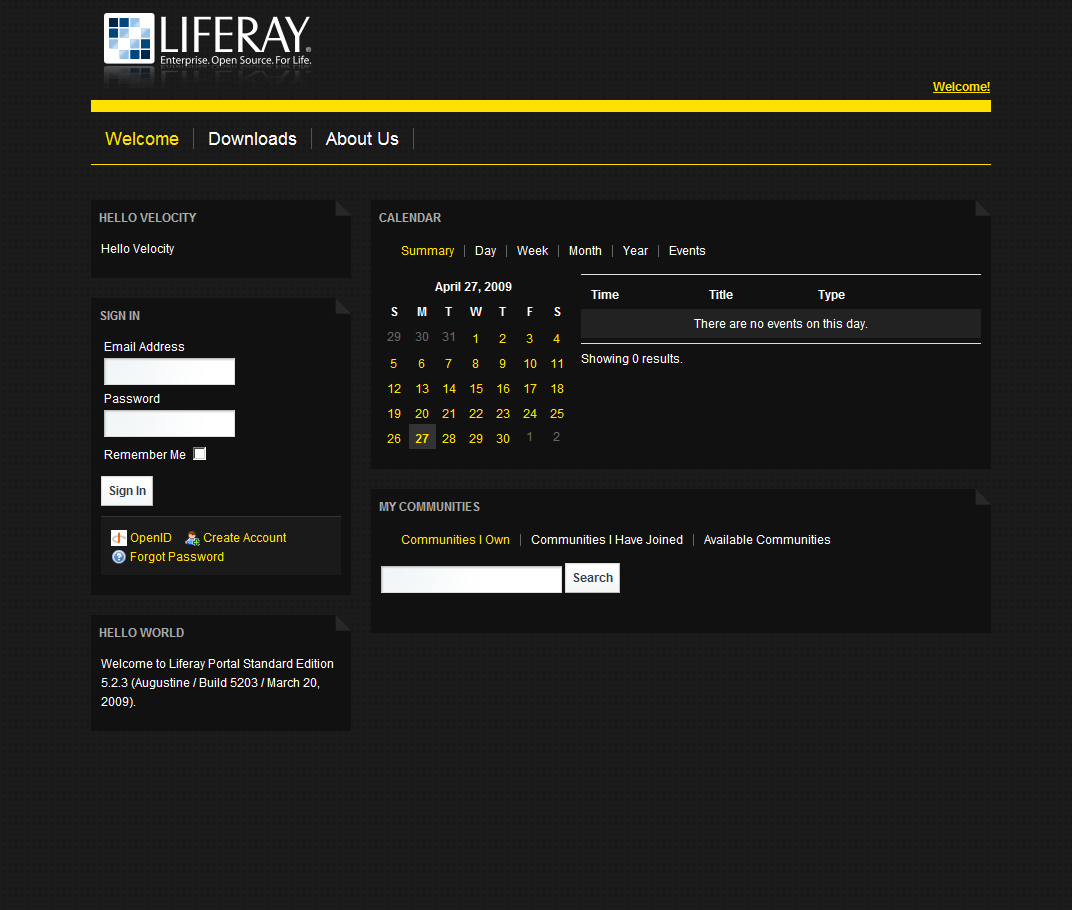 LIFERAY®
Enterprise. Open Source. For Life.
Welcome!
Welcome Downloads About Us
HELLO VELOCITY
Hello Velocity
SIGN IN
Email Address
Password
Remember Me
Sign In
OpenID Create Account
Forgot Password
HELLO WORLD
Welcome to Liferay Portal Standard Edition
5.2.3 (Augustine / Build 5203 / March 20,
2009).
CALENDAR
Summary Day Week Month Year Events
April 27, 2009
S M T W T F S
29 30 31 1 2 3 4
5 6 7 8 9 10 11
12 13 14 15 16 17 18
19 20 21 22 23 24 25
26 27 28 29 30 1 2
Time Title Type
There are no events on this day.
Showing 0 results.
MY COMMUNITIES
Communities I Own Communities I Have Joined Available Communities
Search